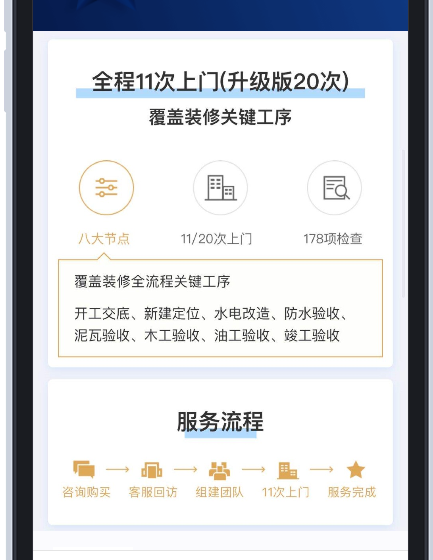 全程11次上门(升级版20次)
覆盖装修关键工序
八大节点
11/20次上门
178项检查
覆盖装修全流程关键工序
开工交底、新建定位、水电改造、防水验收、
泥瓦验收、木工验收、油工验收、竣工验收
服务流程
咨询购买
客服回访
组建团队
11次上门
服务完成